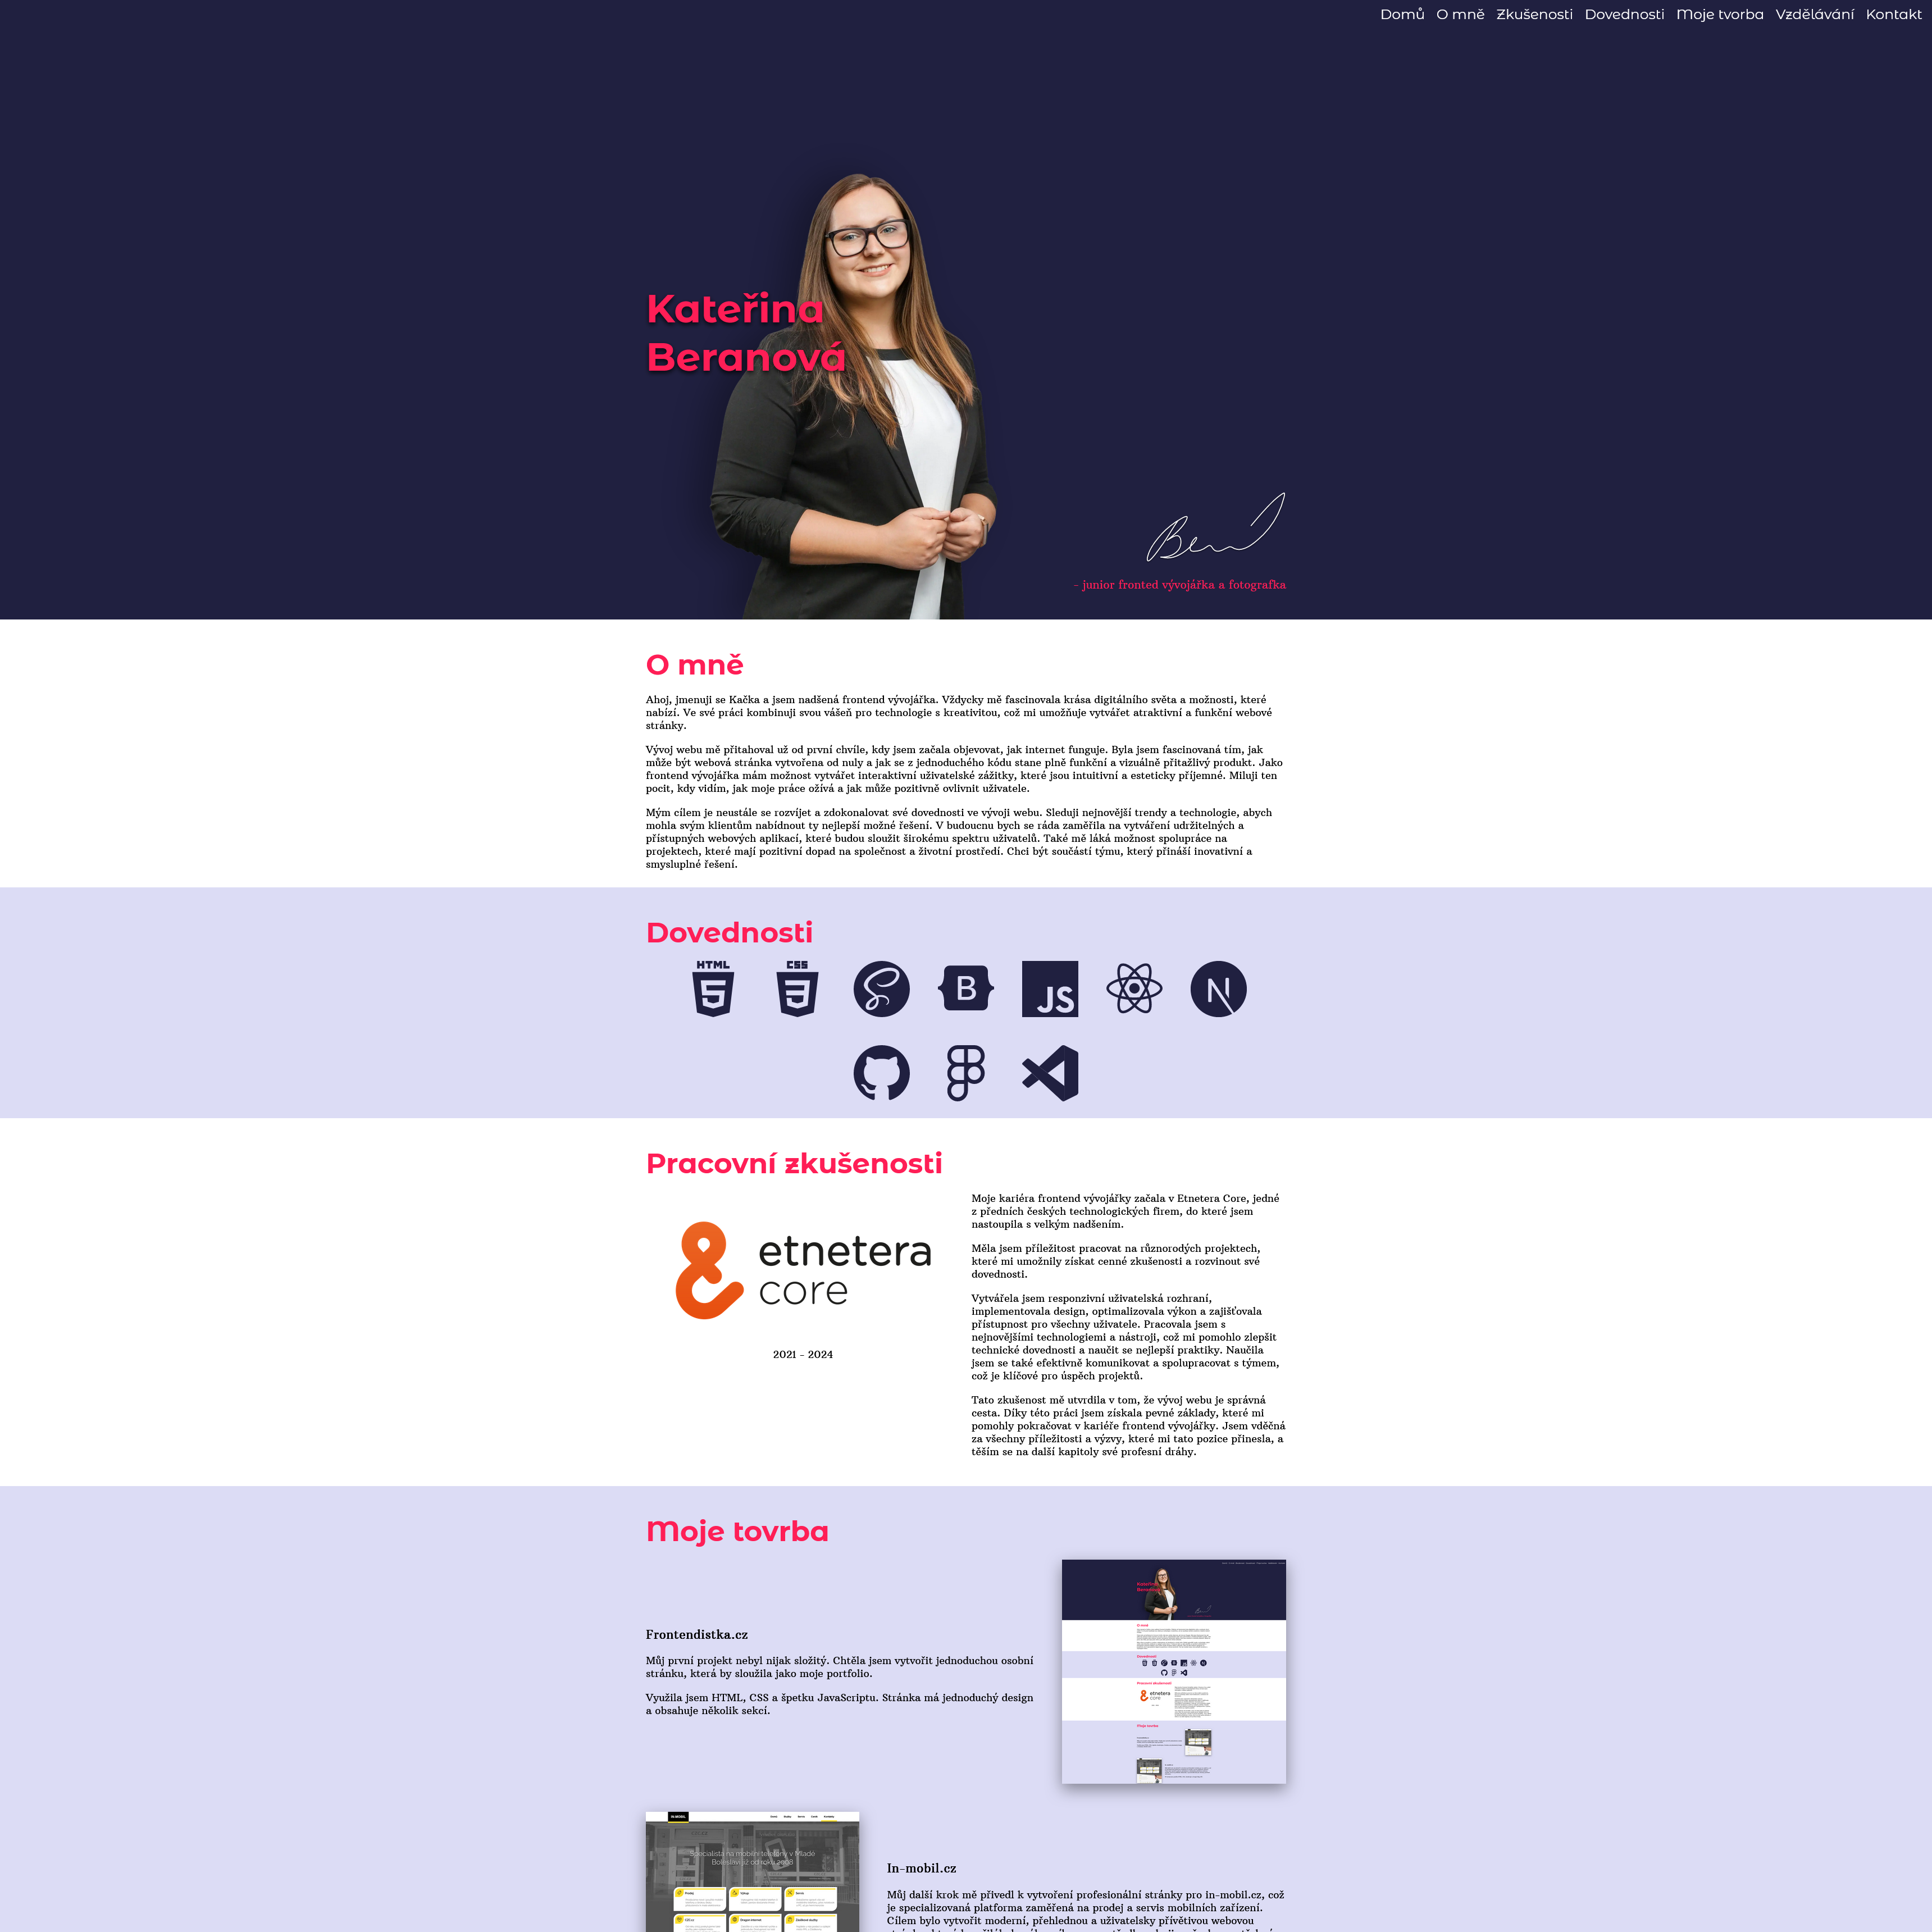 Domů O mně Zkušenosti Dovednosti Moje tvorba Vzdělávání Kontakt
Kateřina
Beranová
- junior fronted vývojářka a fotografka
O mně
Ahoj, jmenuji se Kačka a jsem nadšená frontend vývojářka. Vždycky mě fascinovala krása digitálního světa a možnosti, které
nabízí. Ve své práci kombinuji svou vášeň pro technologie s kreativitou, což mi umožňuje vytvářet atraktivní a funkční webové
stránky.
Vývoj webu mě přitahoval už od první chvíle, kdy jsem začala objevovat, jak internet funguje. Byla jsem fascinovaná tím, jak
může být webová stránka vytvořena od nuly a jak se z jednoduchého kódu stane plně funkční a vizuálně přitažlivý produkt. Jako
frontend vývojářka mám možnost vytvářet interaktivní uživatelské zážitky, které jsou intuitivní a esteticky příjemné. Miluji ten
pocit, kdy vidím, jak moje práce ožívá a jak může pozitivně ovlivnit uživatele.
Mým cílem je neustále se rozvíjet a zdokonalovat své dovednosti ve vývoji webu. Sleduji nejnovější trendy a technologie, abych
mohla svým klientům nabídnout ty nejlepší možné řešení. V budoucnu bych se ráda zaměřila na vytváření udržitelných a
přístupných webových aplikací, které budou sloužit širokému spektru uživatelů. Také mě láká možnost spolupráce na
projektech, které mají pozitivní dopad na společnost a životní prostředí. Chci být součástí týmu, který přináší inovativní a
smysluplné řešení.
Dovednosti
HTML CSS B JS N
Pracovní zkušenosti
etnetera
core
2021 - 2024
Moje kariéra frontend vývojářky začala v Etnetera Core, jedné
z předních českých technologických firem, do které jsem
nastoupila s velkým nadšením.
Měla jsem příležitost pracovat na různorodých projektech,
které mi umožnily získat cenné zkušenosti a rozvinout své
dovednosti.
Vytvářela jsem responzivní uživatelská rozhraní,
implementovala design, optimalizovala výkon a zajišťovala
přístupnost pro všechny uživatele. Pracovala jsem s
nejnovějšími technologiemi a nástroji, což mi pomohlo zlepšit
technické dovednosti a naučit se nejlepší praktiky. Naučila
jsem se také efektivně komunikovat a spolupracovat s týmem,
což je klíčové pro úspěch projektů.
Tato zkušenost mě utvrdila v tom, že vývoj webu je správná
cesta. Díky této práci jsem získala pevné základy, které mi
pomohly pokračovat v kariéře frontend vývojářky. Jsem vděčná
za všechny příležitosti a výzvy, které mi tato pozice přinesla, a
těším se na další kapitoly své profesní dráhy.
Moje tovrba
Frontendistka.cz
Můj první projekt nebyl nijak složitý. Chtěla jsem vytvořit jednoduchou osobní
stránku, která by sloužila jako moje portfolio.
Využila jsem HTML, CSS a špetku JavaScriptu. Stránka má jednoduchý design
a obsahuje několik sekcí.
O mně
Dovednosti
Pracovní zkušenosti
etnetera
core
Moje tovrba
IN-MOBIL
Specialista na mobilní telefony v Mladé
Boleslavi již od roku 2008
In-mobil.cz
Můj další krok mě přivedl k vytvoření profesionální stránky pro in-mobil.cz, což
je specializovaná platforma zaměřená na prodej a servis mobilních zařízení.
Cílem bylo vytvořit moderní, přehlednou a uživatelsky přívětivou webovou